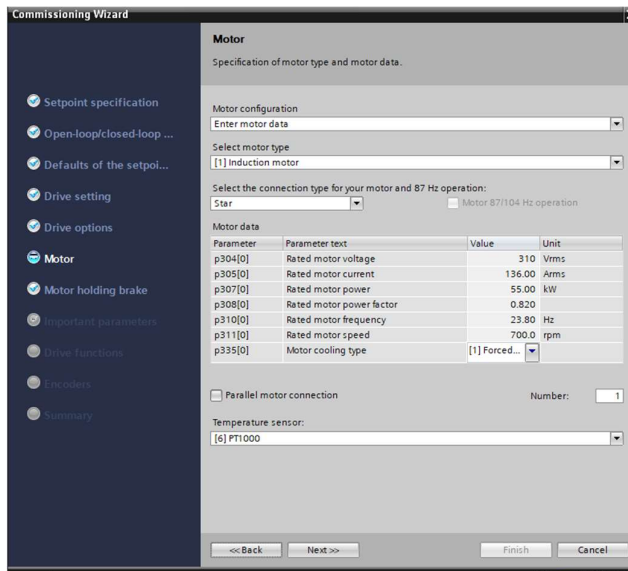 Commissioning Wizard
Motor
Specification of motor type and motor data.
Setpoint specification
Open-loop/closed-loop ...
Defaults of the setpoi...
Drive setting
Drive options
Motor
Motor holding brake
Important parameters
Drive functions
Encoders
Summary
Motor configuration
Enter motor data
Select motor type
[1] Induction motor
Select the connection type for your motor and 87 Hz operation:
Star Motor 87/104 Hz operation
Motor data
Parameter Parameter text Value Unit
p304[0] Rated motor voltage 310 Vrms
p305[0] Rated motor current 136.00 Arms
p307[0] Rated motor power 55.00 kW
p308[0] Rated motor power factor 0.820
p310[0] Rated motor frequency 23.80 Hz
p311[0] Rated motor speed 700.0 rpm
p335[0] Motor cooling type [1] Forced...
Parallel motor connection Number: 1
Temperature sensor:
[6] PT1000
<< Back Next >> Finish Cancel